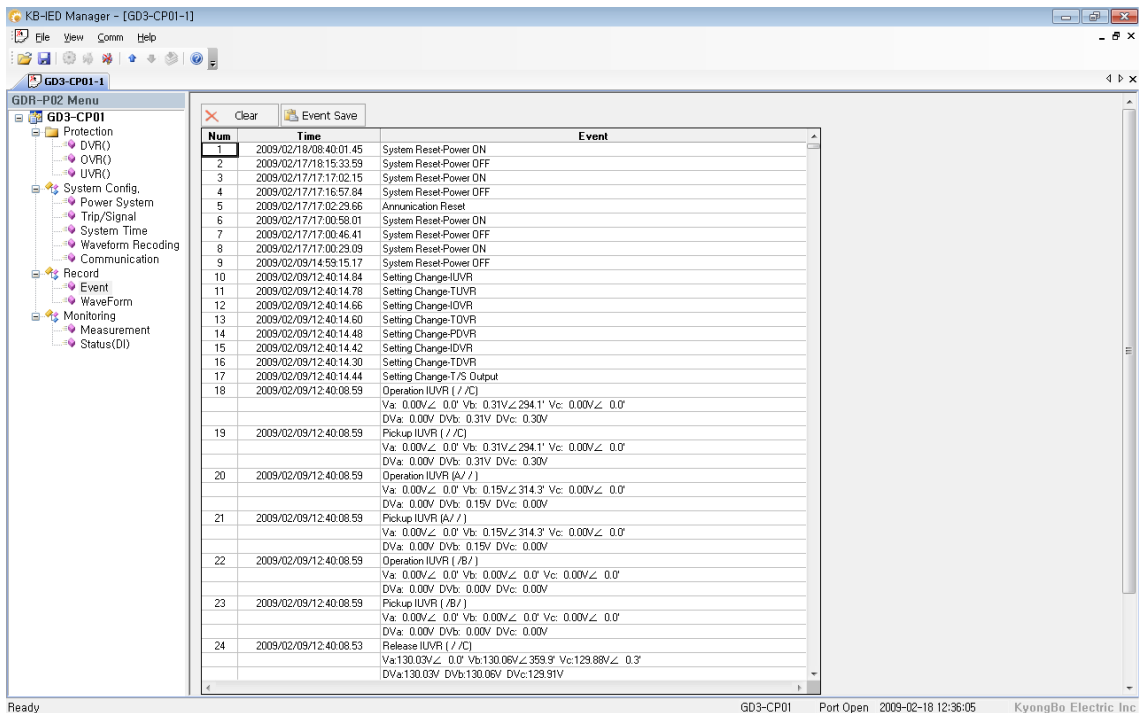 KB-IED Manager - [GD3-CP01-1]
File View Comm Help
GD3-CP01-1
GDR-P02 Menu
GD3-CP01
Protection
DVR()
OVR()
UVR()
System Config,
Power System
Trip/Signal
System Time
Waveform Recoding
Communication
Record
Event
WaveForm
Monitoring
Measurement
Status(DI)
Clear Event Save
Num Time Event
1 2009/02/18/08:40:01.45 System Reset-Power ON
2 2009/02/17/18:15:33.59 System Reset-Power OFF
3 2009/02/17/17:17:02.15 System Reset-Power ON
4 2009/02/17/17:16:57.84 System Reset-Power OFF
5 2009/02/17/17:02:29.66 Annunication Reset
6 2009/02/17/17:00:58.01 System Reset-Power ON
7 2009/02/17/17:00:46.41 System Reset-Power OFF
8 2009/02/17/17:00:29.09 System Reset-Power ON
9 2009/02/09/14:59:15.17 System Reset-Power OFF
10 2009/02/09/12:40:14.84 Setting Change-IUVR
11 2009/02/09/12:40:14.78 Setting Change-TUVR
12 2009/02/09/12:40:14.66 Setting Change-IOVR
13 2009/02/09/12:40:14.60 Setting Change-TOVR
14 2009/02/09/12:40:14.48 Setting Change-PDVR
15 2009/02/09/12:40:14.42 Setting Change-IDVR
16 2009/02/09/12:40:14.30 Setting Change-TDVR
17 2009/02/09/12:40:14.44 Setting Change-T/S Output
18 2009/02/09/12:40:08.59 Operation IUVR ( / /C)
Va: 0.00V∠ 0.0' Vb: 0.31V∠294.1' Vc: 0.00V∠ 0.0'
DVa: 0.00V DVb: 0.31V DVc: 0.30V
19 2009/02/09/12:40:08.59 Pickup IUVR ( / /C)
Va: 0.00V∠ 0.0' Vb: 0.31V∠294.1' Vc: 0.00V∠ 0.0'
DVa: 0.00V DVb: 0.31V DVc: 0.30V
20 2009/02/09/12:40:08.59 Operation IUVR (A/ / )
Va: 0.00V∠ 0.0' Vb: 0.15V∠314.3' Vc: 0.00V∠ 0.0'
DVa: 0.00V DVb: 0.15V DVc: 0.00V
21 2009/02/09/12:40:08.59 Pickup IUVR (A/ / )
Va: 0.00V∠ 0.0' Vb: 0.15V∠314.3' Vc: 0.00V∠ 0.0'
DVa: 0.00V DVb: 0.15V DVc: 0.00V
22 2009/02/09/12:40:08.59 Operation IUVR ( /B/ )
Va: 0.00V∠ 0.0' Vb: 0.00V∠ 0.0' Vc: 0.00V∠ 0.0'
DVa: 0.00V DVb: 0.00V DVc: 0.00V
23 2009/02/09/12:40:08.59 Pickup IUVR ( /B/ )
Va: 0.00V∠ 0.0' Vb: 0.00V∠ 0.0' Vc: 0.00V∠ 0.0'
DVa: 0.00V DVb: 0.00V DVc: 0.00V
24 2009/02/09/12:40:08.53 Release IUVR ( / /C)
Va:130.03V∠ 0.0' Vb:130.06V∠359.9' Vc:129.88V∠ 0.3'
DVa:130.03V DVb:130.06V DVc:129.91V
Ready GD3-CP01 Port Open 2009-02-18 12:36:05 KyongBo Electric Inc